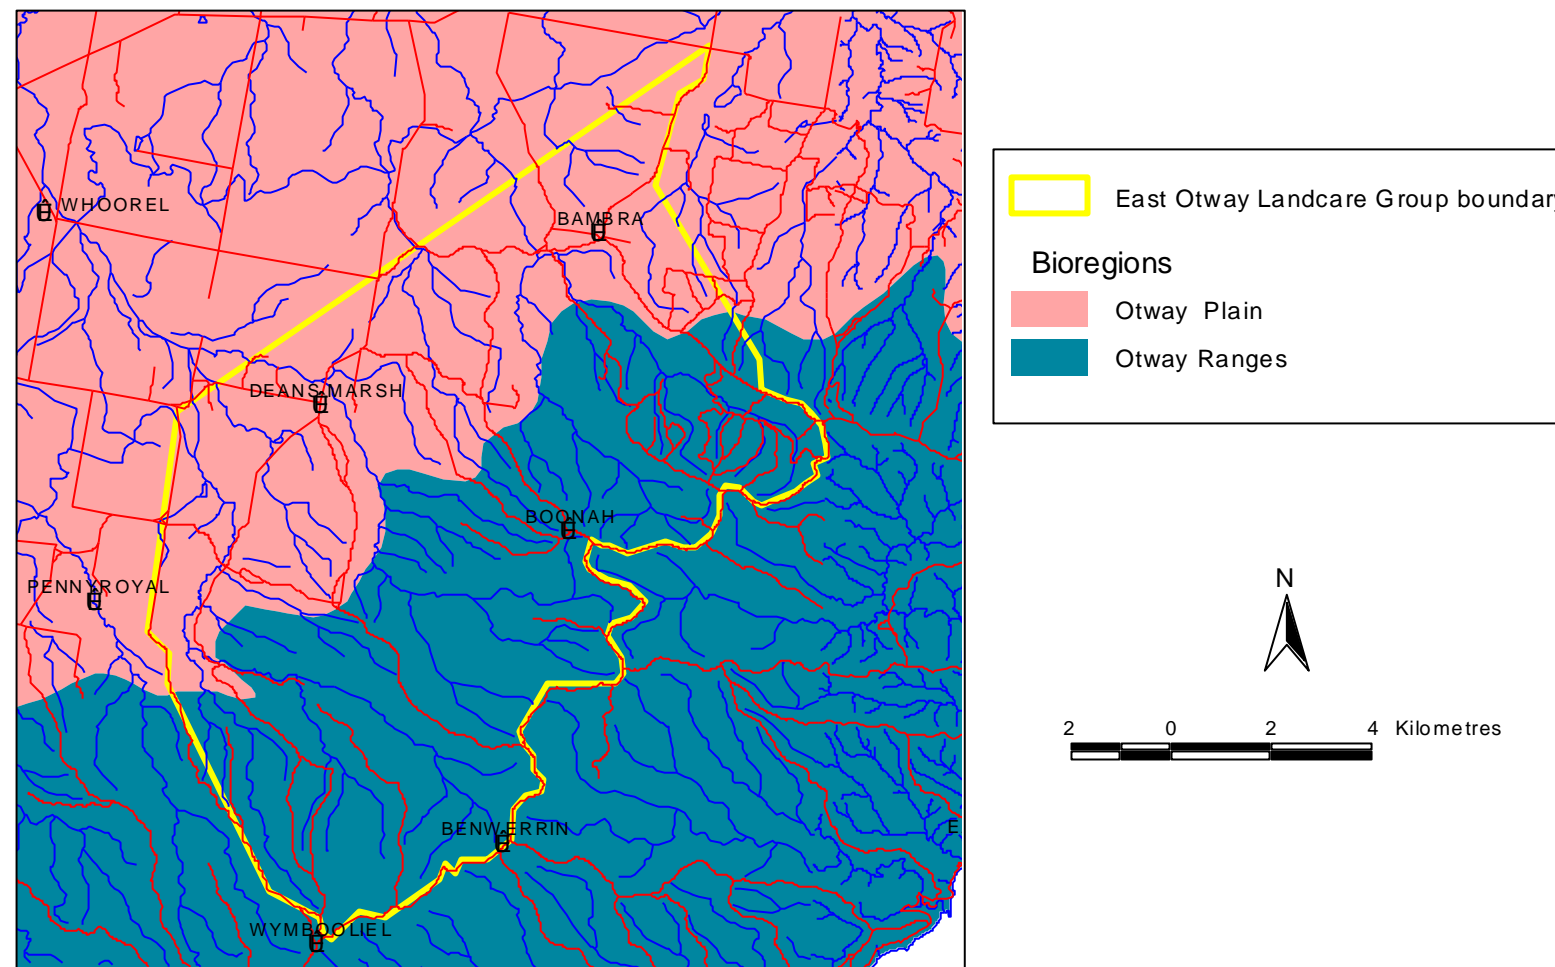 WHOOREL
BAMBRA
DEANS MARSH
BOONAH
PENNYROYAL
BENWERRIN
E
WYMBOOLIEL
East Otway Landcare Group boundary
Bioregions
Otway Plain
Otway Ranges
N
2 0 2 4 Kilometres